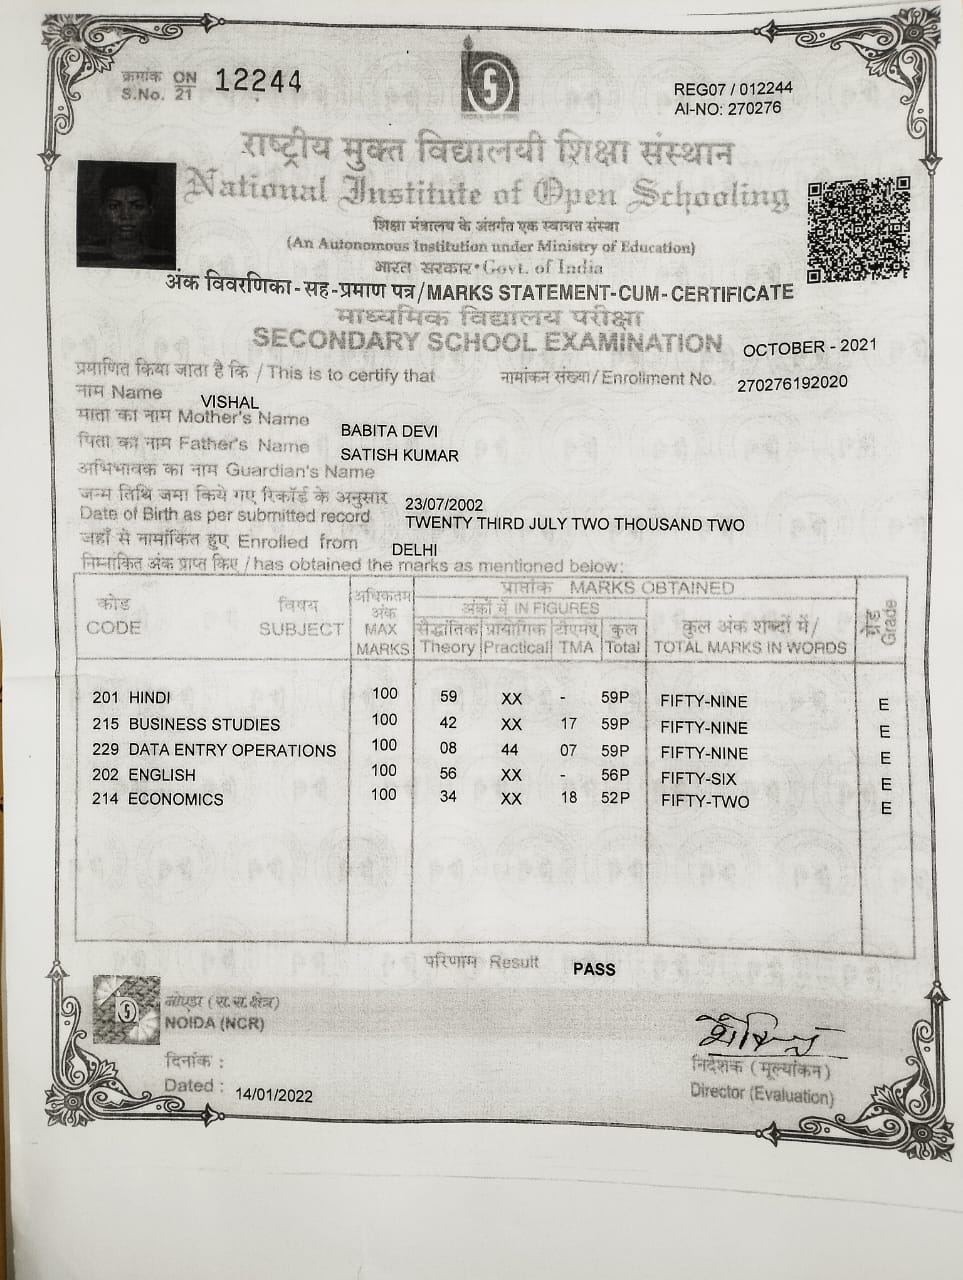 क्रमांक ON 12244
S.No. 21
REG07 / 012244
AI-NO: 270276
राष्ट्रीय मुक्त विद्यालयी शिक्षा संस्थान
National Institute of Open Schooling
शिक्षा मंत्रालय के अंतर्गत एक स्वायत्त संस्था
(An Autonomous Institution under Ministry of Education)
भारत सरकार • Govt. of India
अंक विवरणिका - सह - प्रमाण पत्र / MARKS STATEMENT-CUM-CERTIFICATE
माध्यमिक विद्यालय परीक्षा
SECONDARY SCHOOL EXAMINATION OCTOBER - 2021
प्रमाणित किया जाता है कि / This is to certify that नामांकन संख्या / Enrollment No. 270276192020
नाम Name VISHAL
माता का नाम Mother's Name BABITA DEVI
पिता का नाम Father's Name SATISH KUMAR
अभिभावक का नाम Guardian's Name
जन्म तिथि जमा किये गए रिकॉर्ड के अनुसार 23/07/2002
Date of Birth as per submitted record TWENTY THIRD JULY TWO THOUSAND TWO
जहाँ से नामांकित हुए Enrolled from DELHI
निम्नांकित अंक प्राप्त किए / has obtained the marks as mentioned below:
कोड CODE विषय SUBJECT अधिकतम अंक MAX MARKS प्राप्तांक MARKS OBTAINED ग्रेड Grade
अंकों में IN FIGURES कुल अंक शब्दों में / TOTAL MARKS IN WORDS
सैद्धांतिक Theory प्रायोगिक Practical टीएमए TMA कुल Total
201 HINDI 100 59 XX - 59P FIFTY-NINE E
215 BUSINESS STUDIES 100 42 XX 17 59P FIFTY-NINE E
229 DATA ENTRY OPERATIONS 100 08 44 07 59P FIFTY-NINE E
202 ENGLISH 100 56 XX - 56P FIFTY-SIX E
214 ECONOMICS 100 34 XX 18 52P FIFTY-TWO E
परिणाम Result PASS
नोएडा (रा.रा.क्षेत्र)
NOIDA (NCR)
दिनांक :
Dated : 14/01/2022
निदेशक (मूल्यांकन)
Director (Evaluation)